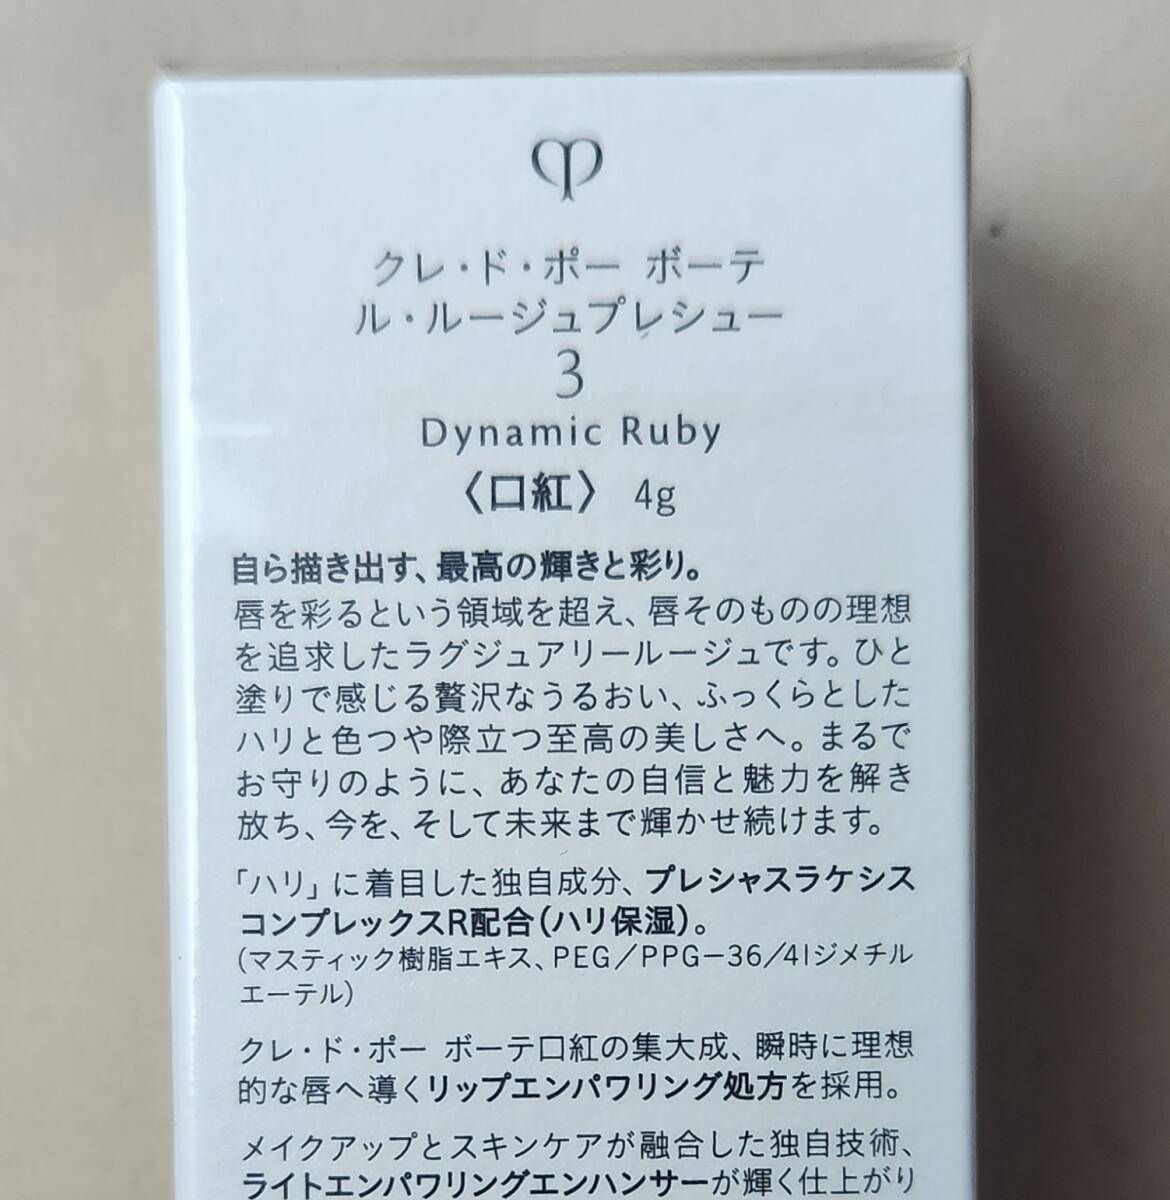 クレ・ド・ポー ボーテ
ル・ルージュプレシュー
3
Dynamic Ruby
〈口紅〉 4g
自ら描き出す、最高の輝きと彩り。
唇を彩るという領域を超え、唇そのものの理想
を追求したラグジュアリールージュです。ひと
塗りで感じる贅沢なうるおい、ふっくらとした
ハリと色つや際立つ至高の美しさへ。まるで
お守りのように、あなたの自信と魅力を解き
放ち、今を、そして未来まで輝かせ続けます。
「ハリ」に着目した独自成分、プレシャスラケシス
コンプレックスR配合(ハリ保湿)。
(マスティック樹脂エキス、PEG/PPG-36/41ジメチル
エーテル)
クレ・ド・ポー ボーテ口紅の集大成、瞬時に理想
的な唇へ導くリップエンパワリング処方を採用。
メイクアップとスキンケアが融合した独自技術、
ライトエンパワリングエンハンサーが輝く仕上がり